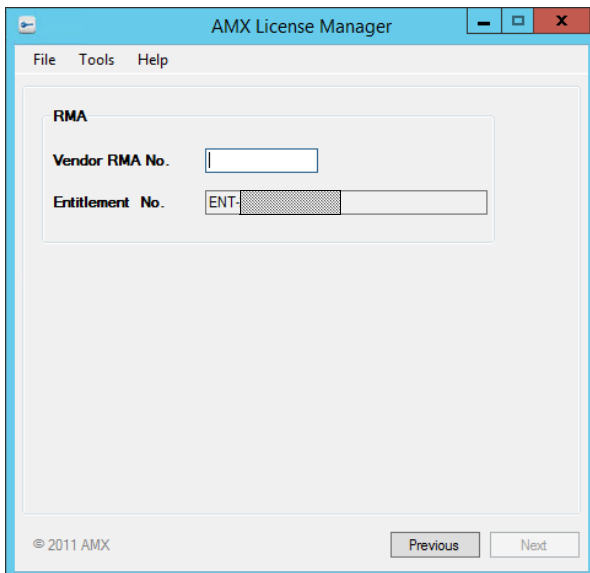 AMX License Manager
File Tools Help
RMA
Vendor RMA No.
Entitlement No. ENT-
© 2011 AMX Previous Next